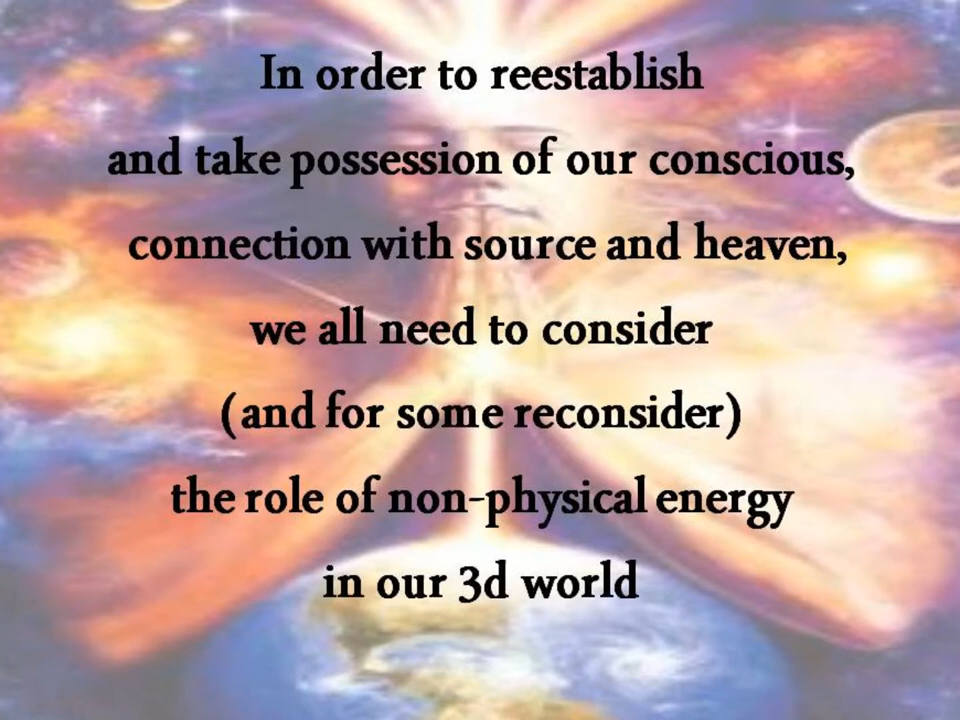 In order to reestablish
and take possession of our conscious,
connection with source and heaven,
we all need to consider
(and for some reconsider)
the role of non-physical energy
in our 3d world